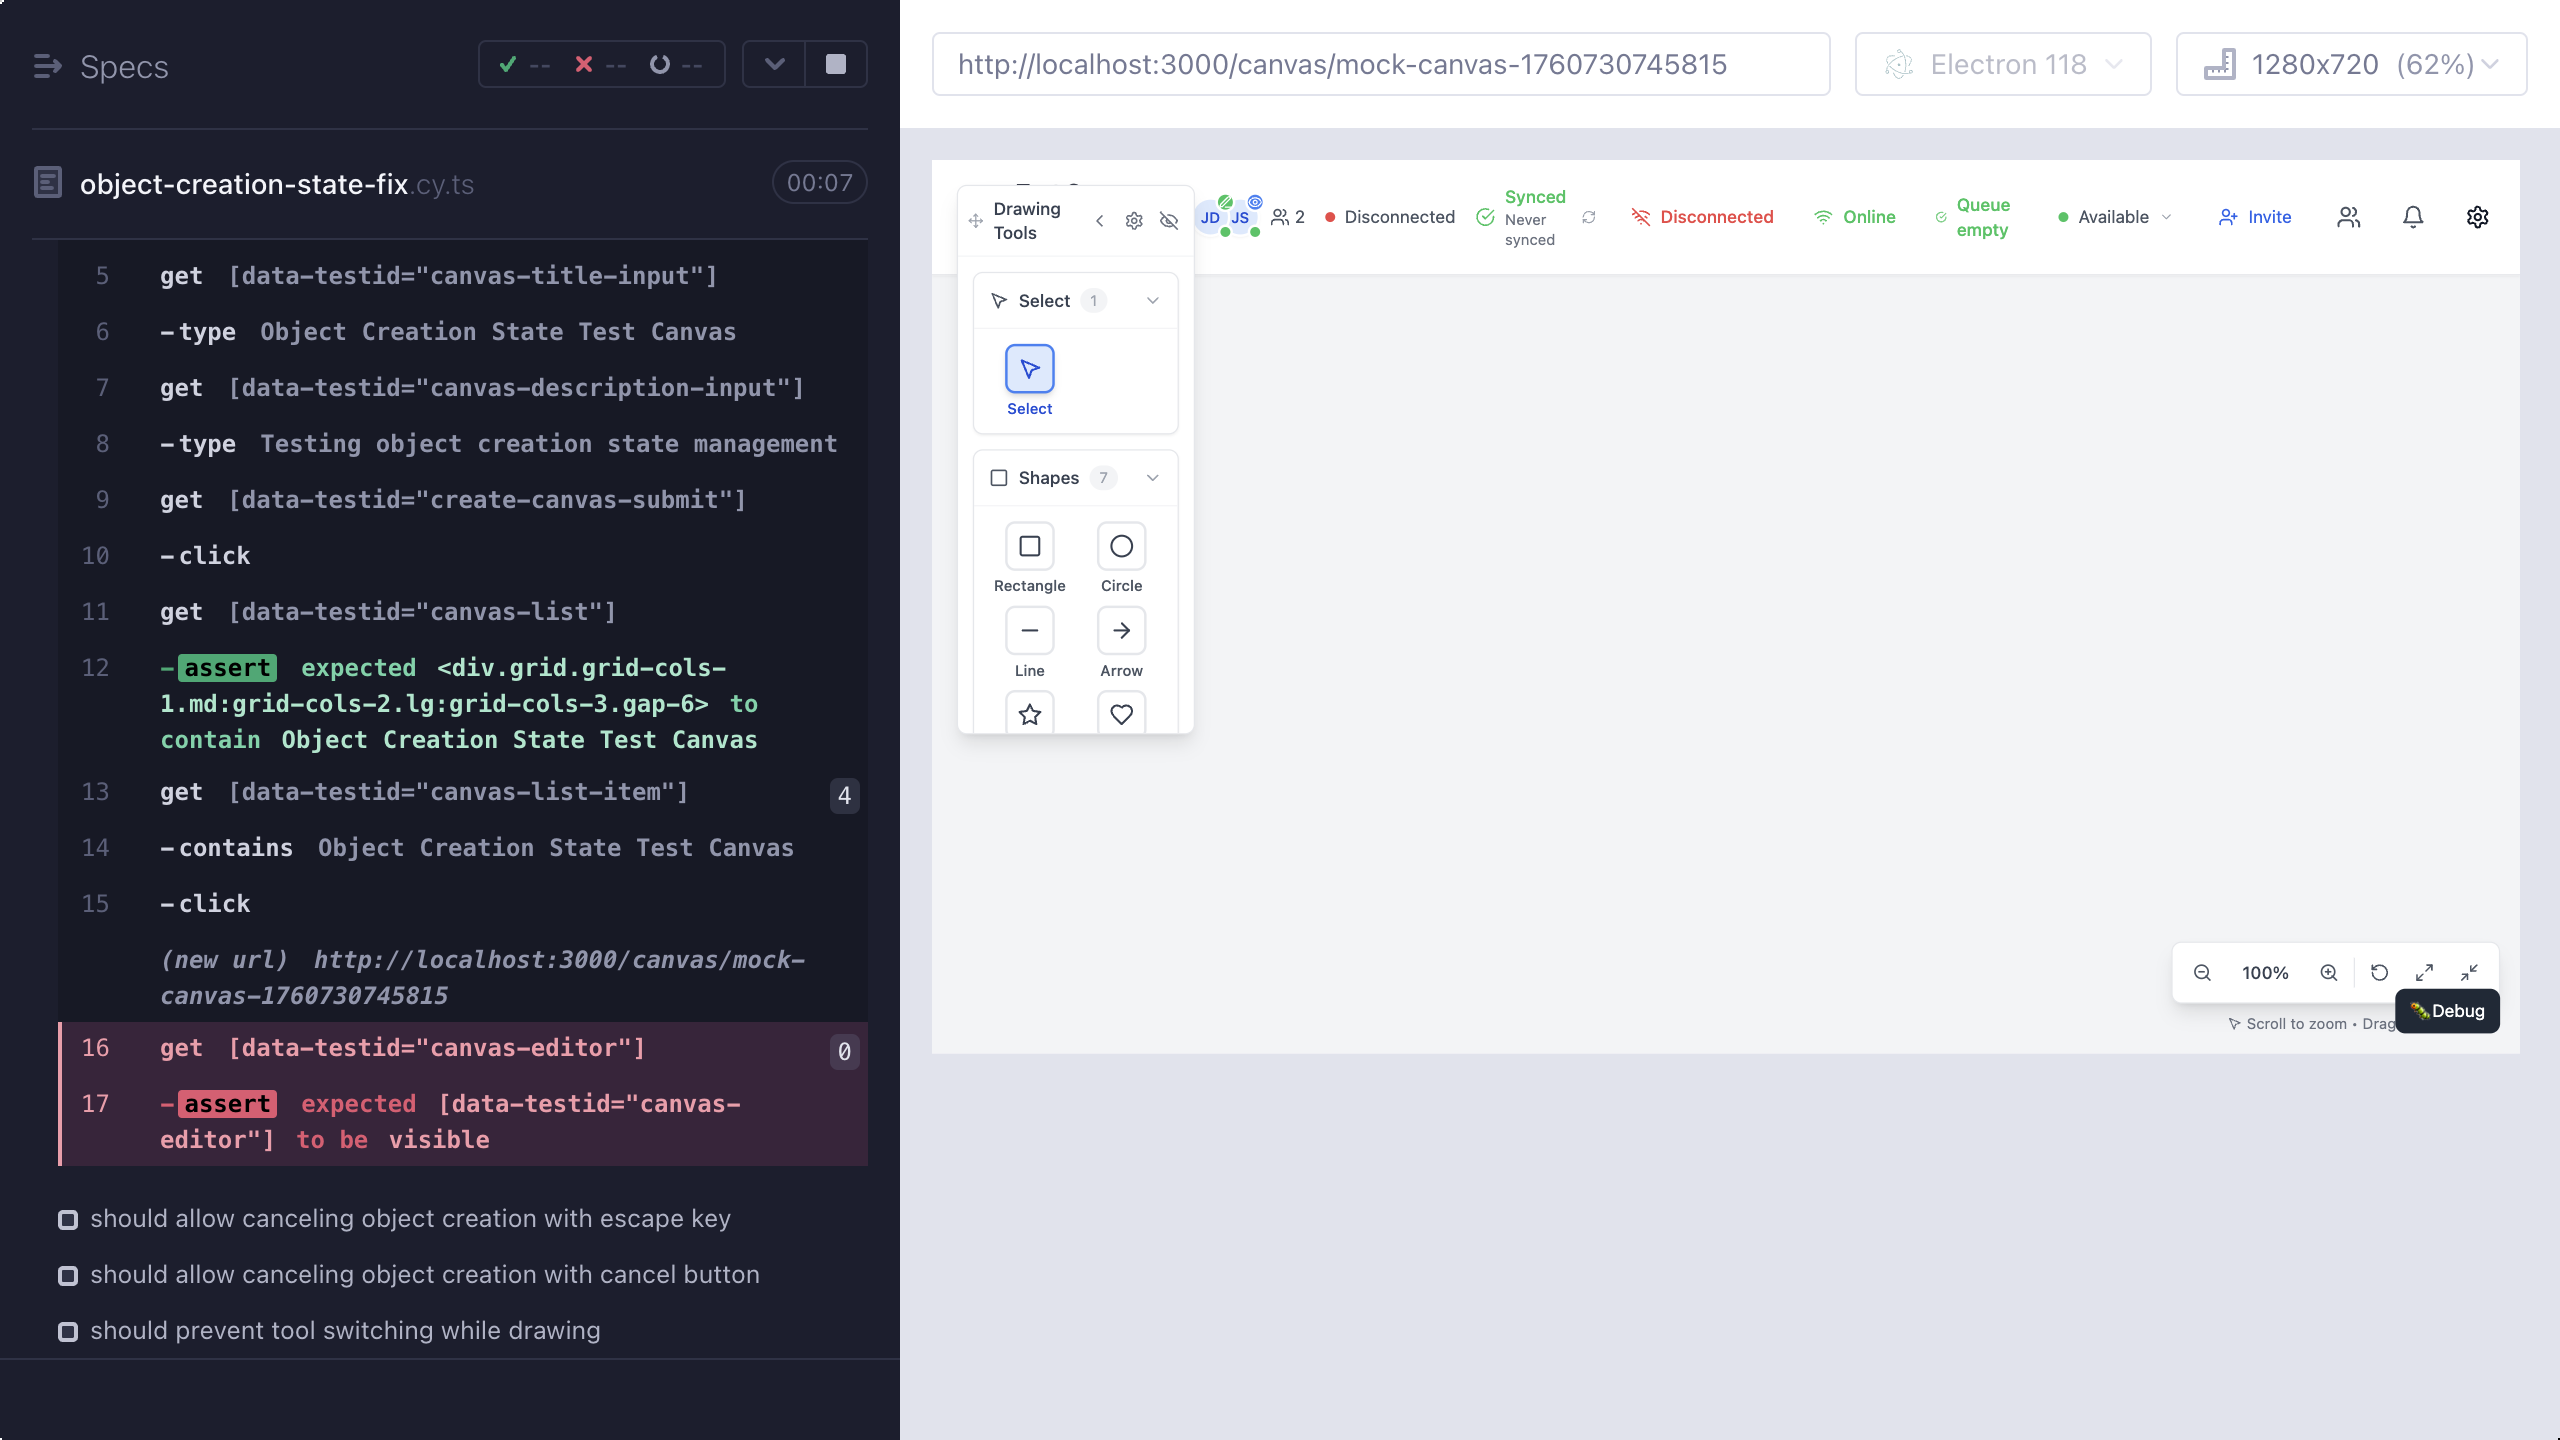 Specs
-- -- --
object-creation-state-fix.cy.ts
00:07
5 get [data-testid="canvas-title-input"]
6 -type Object Creation State Test Canvas
7 get [data-testid="canvas-description-input"]
8 -type Testing object creation state management
9 get [data-testid="create-canvas-submit"]
10 -click
11 get [data-testid="canvas-list"]
12 -assert expected <div.grid.grid-cols-
1.md:grid-cols-2.lg:grid-cols-3.gap-6> to
contain Object Creation State Test Canvas
13 get [data-testid="canvas-list-item"] 4
14 -contains Object Creation State Test Canvas
15 -click
(new url) http://localhost:3000/canvas/mock-
canvas-1760730745815
16 get [data-testid="canvas-editor"] 0
17 -assert expected [data-testid="canvas-
editor"] to be visible
should allow canceling object creation with escape key
should allow canceling object creation with cancel button
should prevent tool switching while drawing
http://localhost:3000/canvas/mock-canvas-1760730745815
Electron 118
1280x720 (62%)
Drawing
Tools
JD JS 2
Disconnected
Synced
Never
synced
Disconnected
Online
Queue
empty
Available
Invite
Select 1
Select
Shapes 7
Rectangle Circle
Line Arrow
100%
Debug
Scroll to zoom • Drag